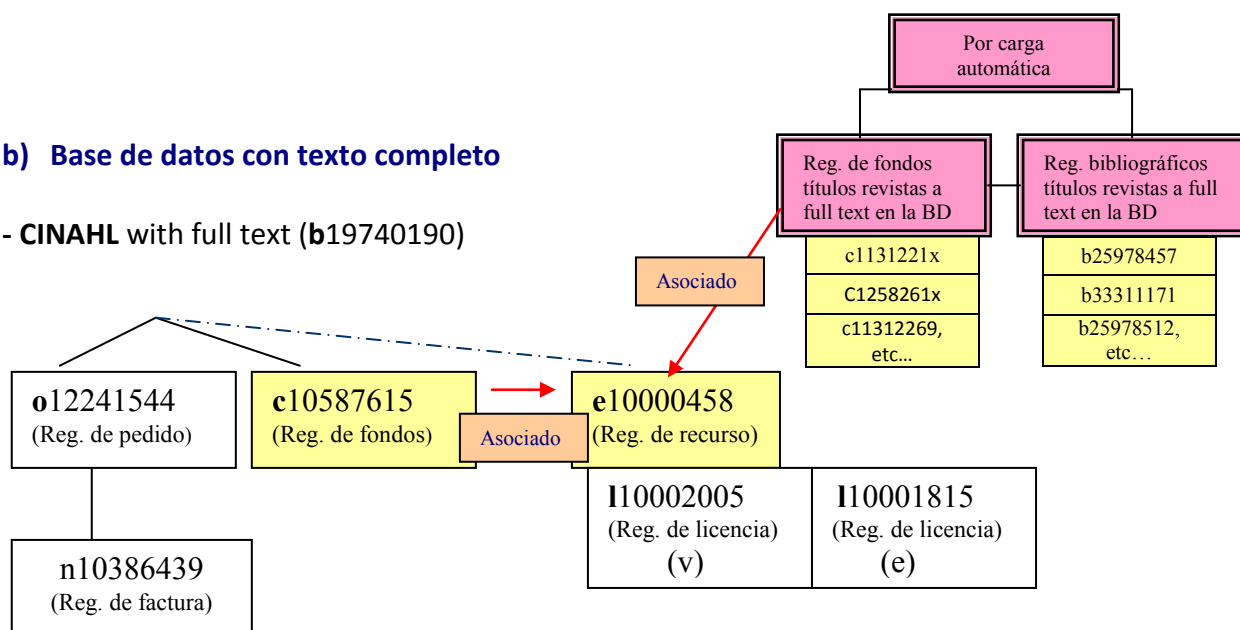 Por carga
automática
b) Base de datos con texto completo
- CINAHL with full text (b19740190)
Reg. de fondos
títulos revistas a
full text en la BD
Reg. bibliográficos
títulos revistas a full
text en la BD
c1131221x
C1258261x
c11312269,
etc...
b25978457
b33311171
b25978512,
etc…
Asociado
o12241544
(Reg. de pedido)
c10587615
(Reg. de fondos)
Asociado
e10000458
(Reg. de recurso)
l10002005
(Reg. de licencia)
(v)
l10001815
(Reg. de licencia)
(e)
n10386439
(Reg. de factura)